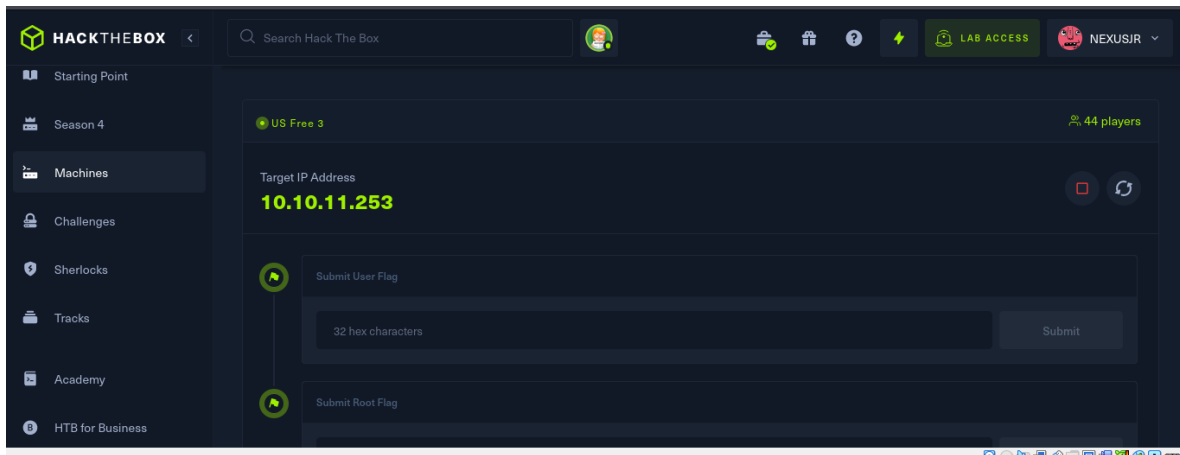 HACKTHEBOX
Search Hack The Box
?
LAB ACCESS
NEXUSJR
Starting Point
Season 4
Machines
Challenges
Sherlocks
Tracks
Academy
B HTB for Business
US Free 3
44 players
Target IP Address
10.10.11.253
Submit User Flag
32 hex characters
Submit
Submit Root Flag